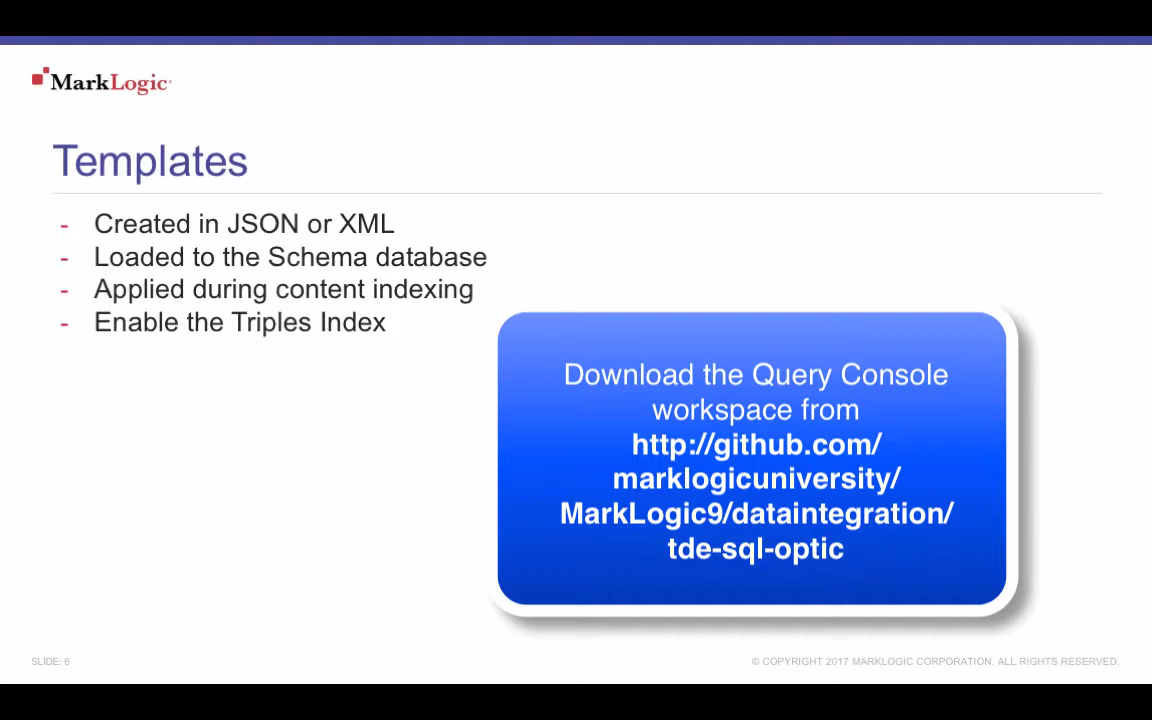 MarkLogic
Templates
- Created in JSON or XML
- Loaded to the Schema database
- Applied during content indexing
- Enable the Triples Index
Download the Query Console
workspace from
http://github.com/
marklogicuniversity/
MarkLogic9/dataintegration/
tde-sql-optic
SLIDE: 6
© COPYRIGHT 2017 MARKLOGIC CORPORATION. ALL RIGHTS RESERVED.